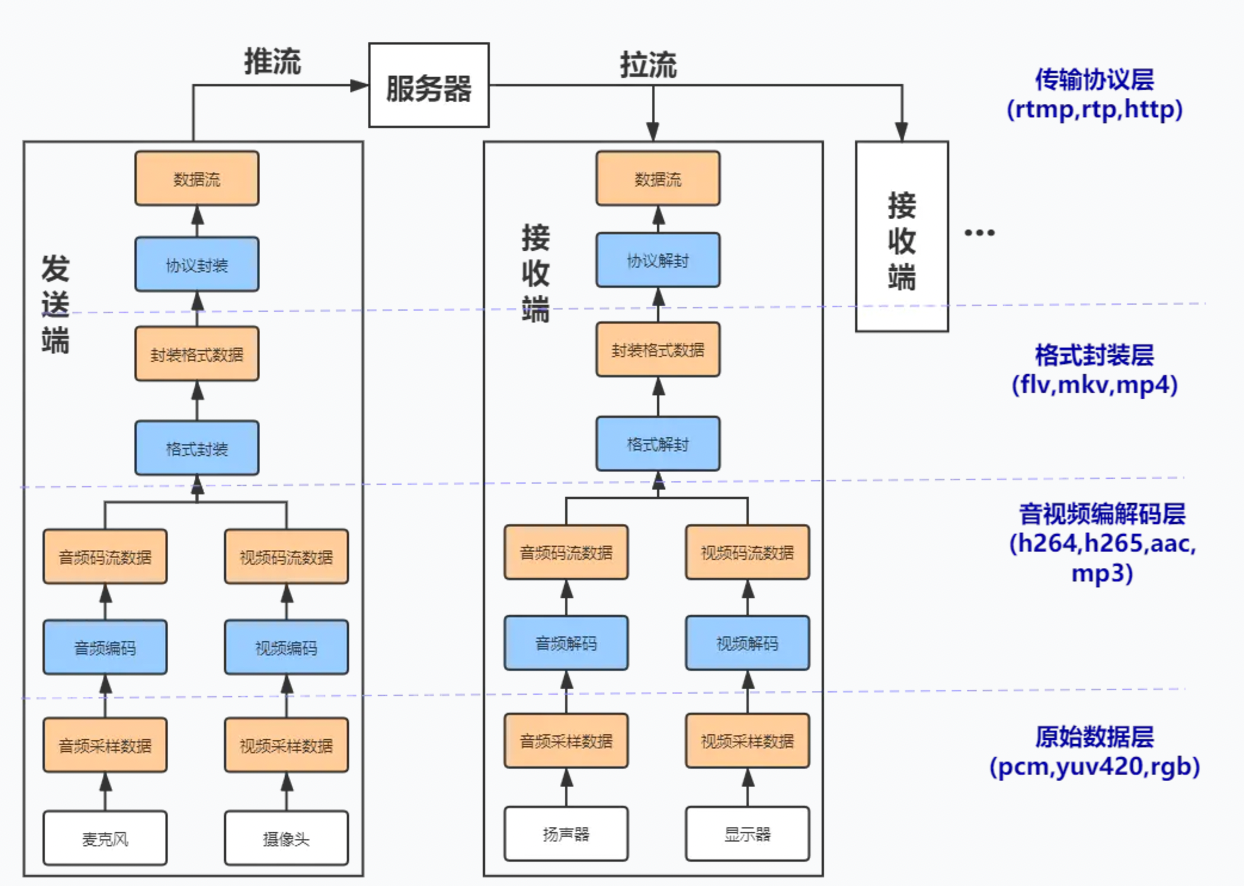 推流
服务器
拉流
传输协议层
(rtmp,rtp,http)
发送端
数据流
协议封装
封装格式数据
格式封装
音频码流数据
视频码流数据
音频编码
视频编码
音频采样数据
视频采样数据
麦克风
摄像头
接收端
数据流
协议解封
封装格式数据
格式解封
音频码流数据
视频码流数据
音频解码
视频解码
音频采样数据
视频采样数据
扬声器
显示器
接收端
...
格式封装层
(flv,mkv,mp4)
音视频编解码层
(h264,h265,aac,
mp3)
原始数据层
(pcm,yuv420,rgb)